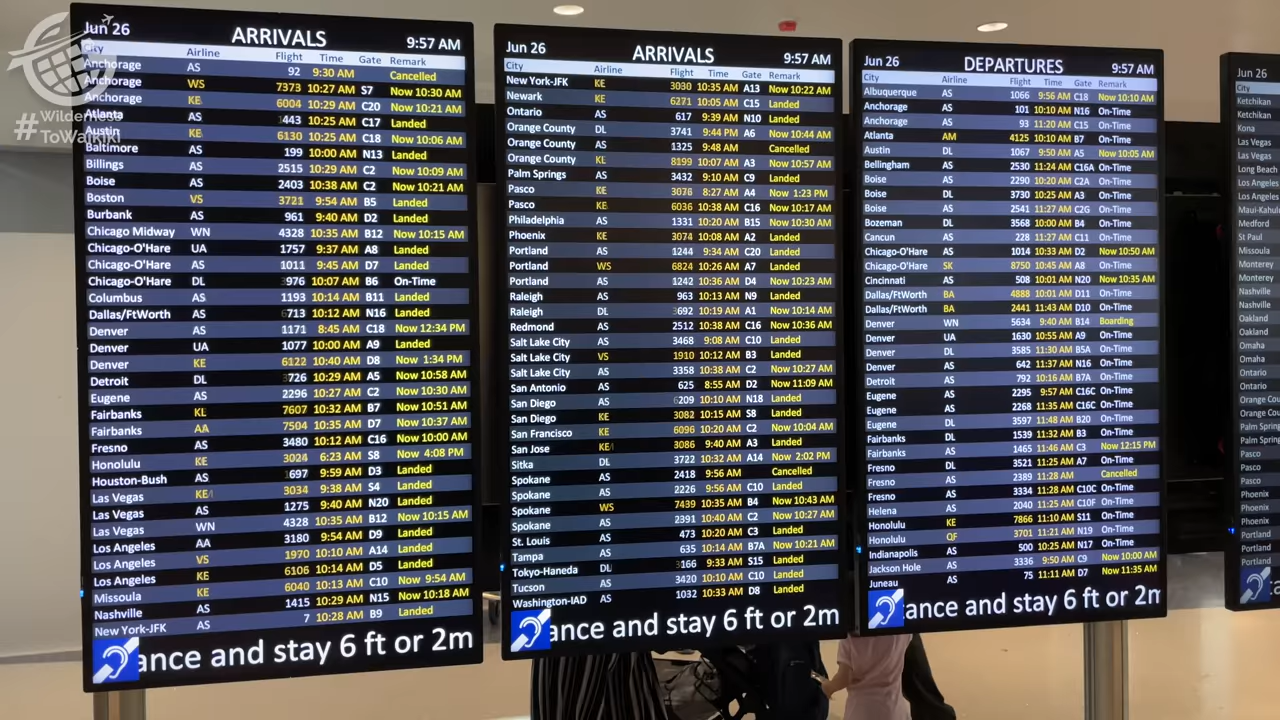 Jun 26 ARRIVALS 9:57 AM
City Airline Flight Time Gate Remark
Anchorage AS 92 9:30 AM Cancelled
Anchorage WS 7373 10:27 AM S7 Now 10:30 AM
Anchorage KE 6004 10:29 AM C20 Now 10:21 AM
Atlanta AS 443 10:25 AM C17 Landed
Austin KE 6130 10:25 AM C18 Now 10:06 AM
Baltimore AS 199 10:00 AM N13 Landed
Billings AS 2515 10:29 AM C2 Now 10:09 AM
Boise AS 2403 10:38 AM C2 Now 10:21 AM
Boston VS 3721 9:54 AM B5 Landed
Burbank AS 961 9:40 AM D2 Landed
Chicago Midway WN 4328 10:35 AM B12 Now 10:15 AM
Chicago-O'Hare UA 1757 9:37 AM A8 Landed
Chicago-O'Hare AS 1011 9:45 AM D7 Landed
Chicago-O'Hare DL 976 10:07 AM B6 On-Time
Columbus AS 1193 10:14 AM B11 Landed
Dallas/FtWorth AS 6713 10:12 AM N16 Landed
Denver AS 1171 8:45 AM C18 Now 12:34 PM
Denver UA 1077 10:00 AM A9 Landed
Denver KE 6122 10:40 AM D8 Now 1:34 PM
Detroit DL 726 10:29 AM A5 Now 10:58 AM
Eugene AS 2296 10:27 AM C2 Now 10:30 AM
Fairbanks KL 7607 10:32 AM B7 Now 10:51 AM
Fairbanks AA 7504 10:35 AM D7 Now 10:37 AM
Fresno AS 3480 10:12 AM C16 Now 10:00 AM
Honolulu KE 3024 6:23 AM S8 Now 4:08 PM
Houston-Bush AS 1697 9:59 AM D3 Landed
Las Vegas KE 3034 9:38 AM S4 Landed
Las Vegas AS 1275 9:40 AM N20 Landed
Las Vegas WN 4328 10:35 AM B12 Now 10:15 AM
Los Angeles AA 3180 9:54 AM D9 Landed
Los Angeles VS 1970 10:10 AM A14 Landed
Los Angeles KE 6106 10:14 AM D5 Landed
Missoula 6040 10:13 AM C10 Now 9:54 AM
Nashville AS 1415 10:29 AM N15 Now 10:18 AM
New York-JFK AS 7 10:28 AM B9 Landed
ance and stay 6 ft or 2m
Jun 26 ARRIVALS 9:57 AM
City Airline Flight Time Gate Remark
New York-JFK KE 3030 10:35 AM A13 Now 10:22 AM
Newark KE 6271 10:05 AM C15 Landed
Ontario AS 617 9:39 AM N10 Landed
Orange County DL 3741 9:44 PM A6 Now 10:44 AM
Orange County AS 1325 9:48 AM Cancelled
Orange County KL 8199 10:07 AM A3 Now 10:57 AM
Palm Springs AS 3432 9:10 AM C9 Landed
Pasco KE 3076 8:27 AM A4 Now 1:23 PM
Pasco KE 6036 10:38 AM C16 Now 10:17 AM
Philadelphia AS 1331 10:20 AM B15 Now 10:30 AM
Phoenix KE 3074 10:08 AM A2 Landed
Portland AS 1244 9:34 AM C20 Landed
Portland WS 6824 10:26 AM A7 Landed
Portland AS 1242 10:36 AM D4 Now 10:23 AM
Raleigh AS 963 10:13 AM N9 Landed
Raleigh DL 3692 10:19 AM A1 Now 10:14 AM
Redmond AS 2512 10:38 AM C16 Now 10:36 AM
Salt Lake City AS 3468 9:08 AM C10 Landed
Salt Lake City VS 1910 10:12 AM B3 Landed
Salt Lake City AS 3358 10:38 AM C2 Now 10:27 AM
San Antonio AS 625 8:55 AM D2 Now 11:09 AM
San Diego AS 6209 10:10 AM N18 Landed
San Diego KE 3082 10:15 AM S8 Landed
San Francisco KE 6096 10:20 AM C2 Now 10:04 AM
San Jose KE 3086 9:40 AM A3 Landed
Sitka DL 3722 10:32 AM A14 Now 2:02 PM
Spokane AS 2418 9:56 AM Cancelled
Spokane AS 2226 9:56 AM C10 Landed
Spokane WS 7439 10:35 AM B4 Now 10:43 AM
Spokane AS 2391 10:40 AM C2 Now 10:27 AM
St. Louis AS 473 10:20 AM C3 Landed
Tampa AS 635 10:14 AM B7A Now 10:21 AM
Tokyo-Haneda DL 166 9:33 AM S15 Landed
Tucson AS 3420 10:10 AM C10 Landed
Washington-IAD AS 1032 10:33 AM D8 Landed
ance and stay 6 ft or 2m
Jun 26 DEPARTURES 9:57 AM
City Airline Flight Time Gate Remark
Albuquerque AS 1066 9:56 AM C18 Now 10:10 AM
Anchorage AS 101 10:10 AM N16 On-Time
Anchorage AS 93 11:20 AM C15 On-Time
Atlanta AM 4125 10:10 AM B7 On-Time
Austin DL 1067 9:50 AM A5 Now 10:05 AM
Bellingham AS 2530 11:24 AM C16A On-Time
Boise AS 2290 10:20 AM C2A On-Time
Boise DL 3730 10:25 AM A3 On-Time
Boise AS 2541 11:27 AM C2G On-Time
Bozeman DL 3568 10:00 AM B4 On-Time
Cancun AS 228 11:27 AM C11 On-Time
Chicago-O'Hare AS 1014 10:33 AM D2 Now 10:50 AM
Chicago-O'Hare SK 8750 10:45 AM A8 On-Time
Cincinnati AS 508 10:01 AM N20 Now 10:35 AM
Dallas/FtWorth BA 4888 10:01 AM D11 On-Time
Dallas/FtWorth BA 2441 11:43 AM D10 On-Time
Denver WN 5634 9:40 AM B14 Boarding
Denver UA 1630 10:55 AM A9 On-Time
Denver DL 3585 11:30 AM B5A On-Time
Denver AS 642 11:37 AM N16 On-Time
Detroit AS 792 10:16 AM B7A On-Time
Eugene AS 2295 9:57 AM C16C On-Time
Eugene AS 2268 11:35 AM C16C On-Time
Eugene DL 3597 11:48 AM B20 On-Time
Fairbanks DL 1539 11:32 AM B3 On-Time
Fairbanks AS 1465 11:46 AM C3 Now 12:15 PM
Fresno DL 3521 11:25 AM A7 On-Time
Fresno AS 2389 11:28 AM Cancelled
Fresno AS 3334 11:28 AM C10C On-Time
Helena AS 2040 11:25 AM C10F On-Time
Honolulu KE 7866 11:10 AM S11 On-Time
Honolulu QF 3701 11:21 AM N19 On-Time
Indianapolis AS 500 10:25 AM N17 On-Time
Jackson Hole AS 3336 9:50 AM C9 Now 10:00 AM
Juneau AS 75 11:11 AM D7 Now 11:35 AM
ance and stay 6 ft or 2m
Jun 26
City
Ketchikan
Ketchikan
Kona
Las Vegas
Las Vegas
Long Beach
Los Angeles
Los Angeles
Maui-Kahul
Medford
St Paul
Missoula
Monterey
Monterey
Nashville
Nashville
Oakland
Oakland
Omaha
Omaha
Ontario
Ontario
Orange Cou
Orange Cou
Palm Spring
Palm Spring
Pasco
Pasco
Phoenix
Phoenix
Phoenix
Portland
Portland
Portland
#Wilderness
ToWaikiki